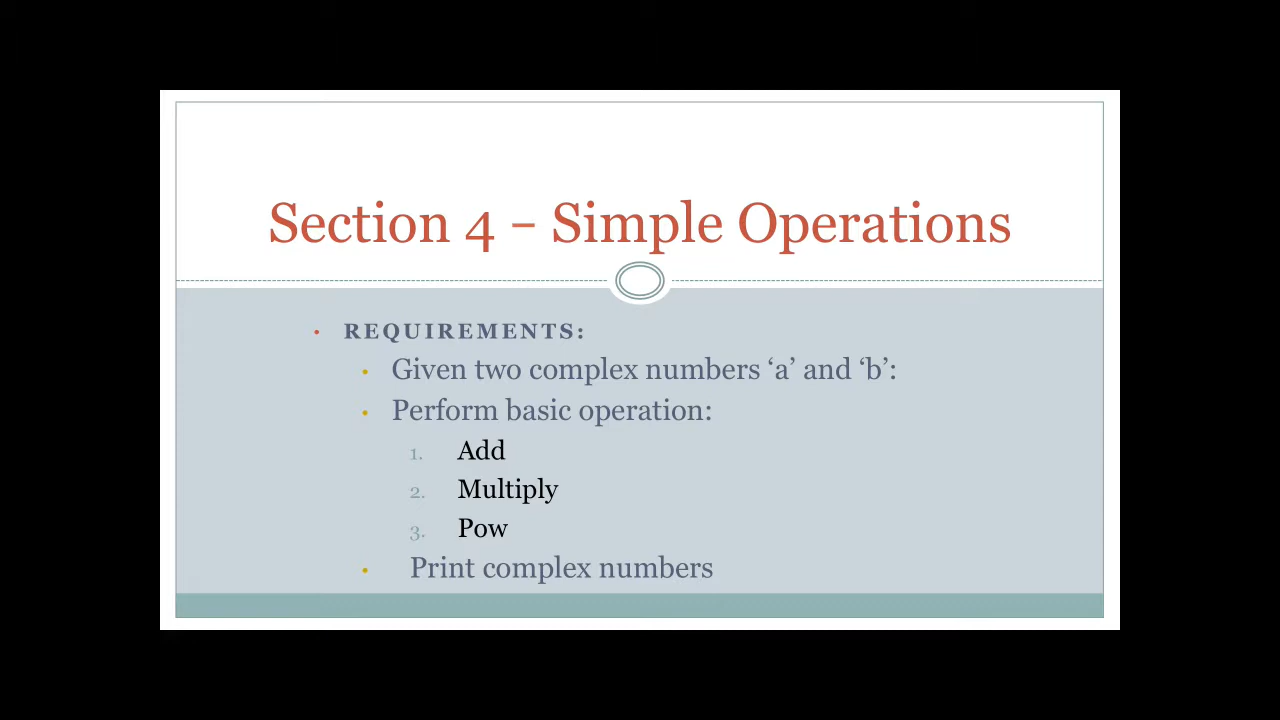 Section 4 – Simple Operations
• REQUIREMENTS:
• Given two complex numbers ‘a’ and ‘b’:
• Perform basic operation:
1. Add
2. Multiply
3. Pow
• Print complex numbers